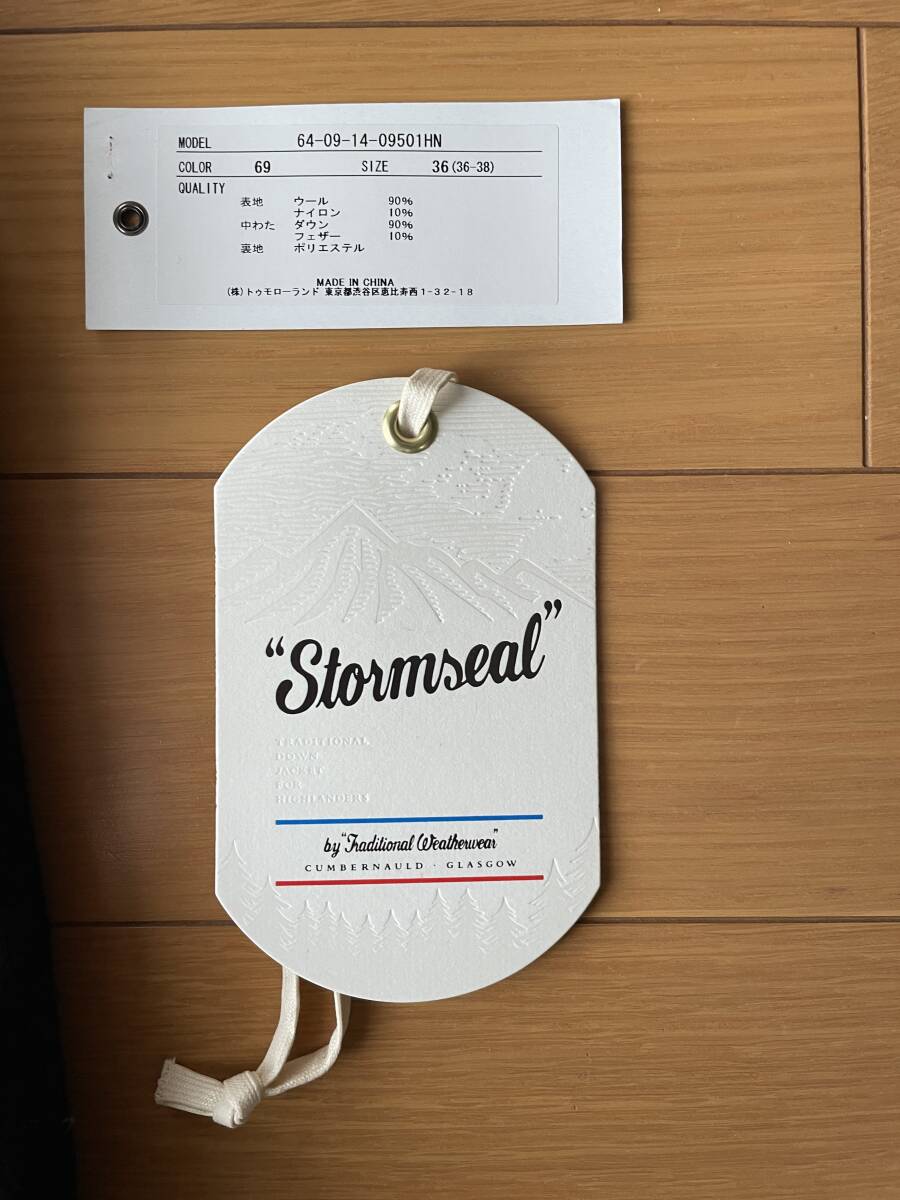 MODEL 64-09-14-09501HN
COLOR 69 SIZE 36(36-38)
QUALITY
表地 ウール 90%
ナイロン 10%
中わた ダウン 90%
フェザー 10%
裏地 ポリエステル
MADE IN CHINA
(株)トゥモローランド 東京都渋谷区恵比寿西1-32-18
“Stormseal”
TRADITIONAL
DOWN
JACKET
FOR
HIGHLANDERS
by "Traditional Weatherwear"
CUMBERNAULD · GLASGOW